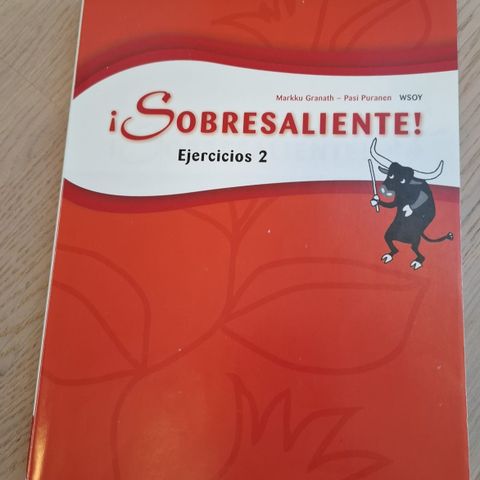 Markku Granath – Pasi Puranen WSOY
¡SOBRESALIENTE!
Ejercicios 2